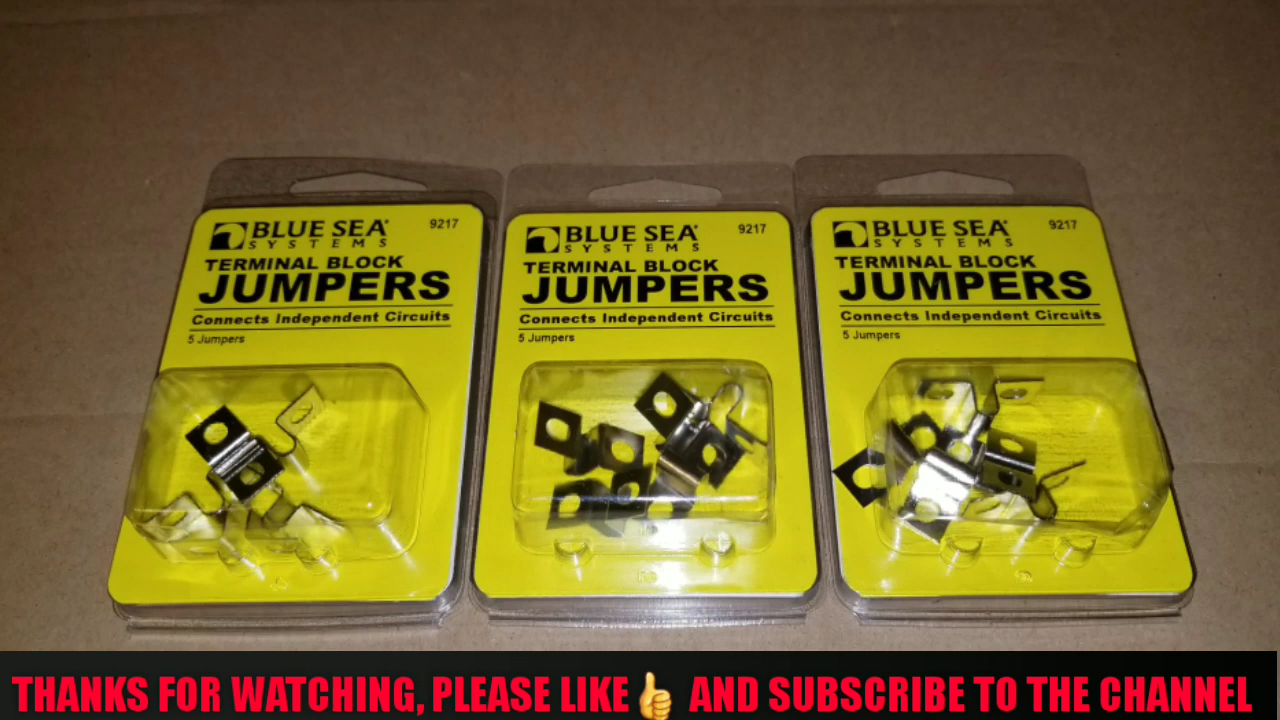 BLUE SEA
SYSTEMS
9217
TERMINAL BLOCK
JUMPERS
Connects Independent Circuits
5 Jumpers
BLUE SEA
SYSTEMS
9217
TERMINAL BLOCK
JUMPERS
Connects Independent Circuits
5 Jumpers
BLUE SEA
SYSTEMS
9217
TERMINAL BLOCK
JUMPERS
Connects Independent Circuits
5 Jumpers
THANKS FOR WATCHING, PLEASE LIKE👍 AND SUBSCRIBE TO THE CHANNEL